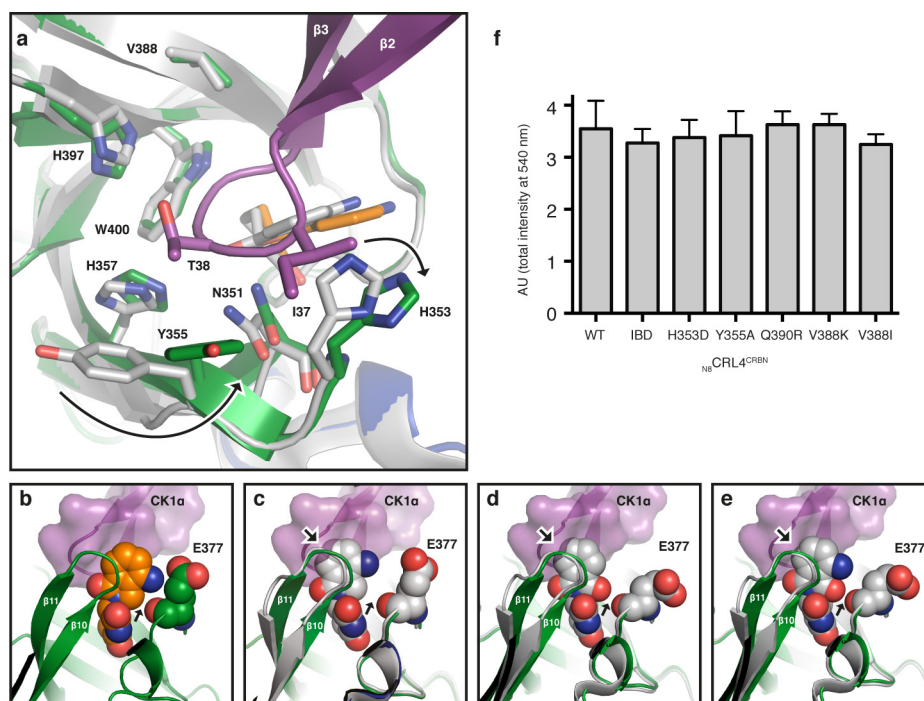 a
β3
β2
V388
H397
W400
T38
H357
N351
I37
H353
Y355
f
AU (total intensity at 540 nm)
4
3
2
1
0
WT IBD H353D Y355A Q390R V388K V388I
N8CRL4CRBN
b
CK1α
E377
β11
β10
c
CK1α
E377
β11
β10
d
CK1α
E377
β11
β10
e
CK1α
E377
β11
β10